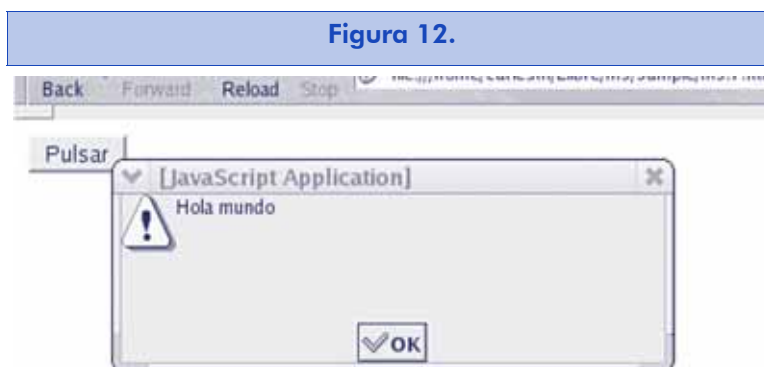 Figura 12.
Back Forward Reload Stop
Pulsar
[JavaScript Application]
Hola mundo
OK